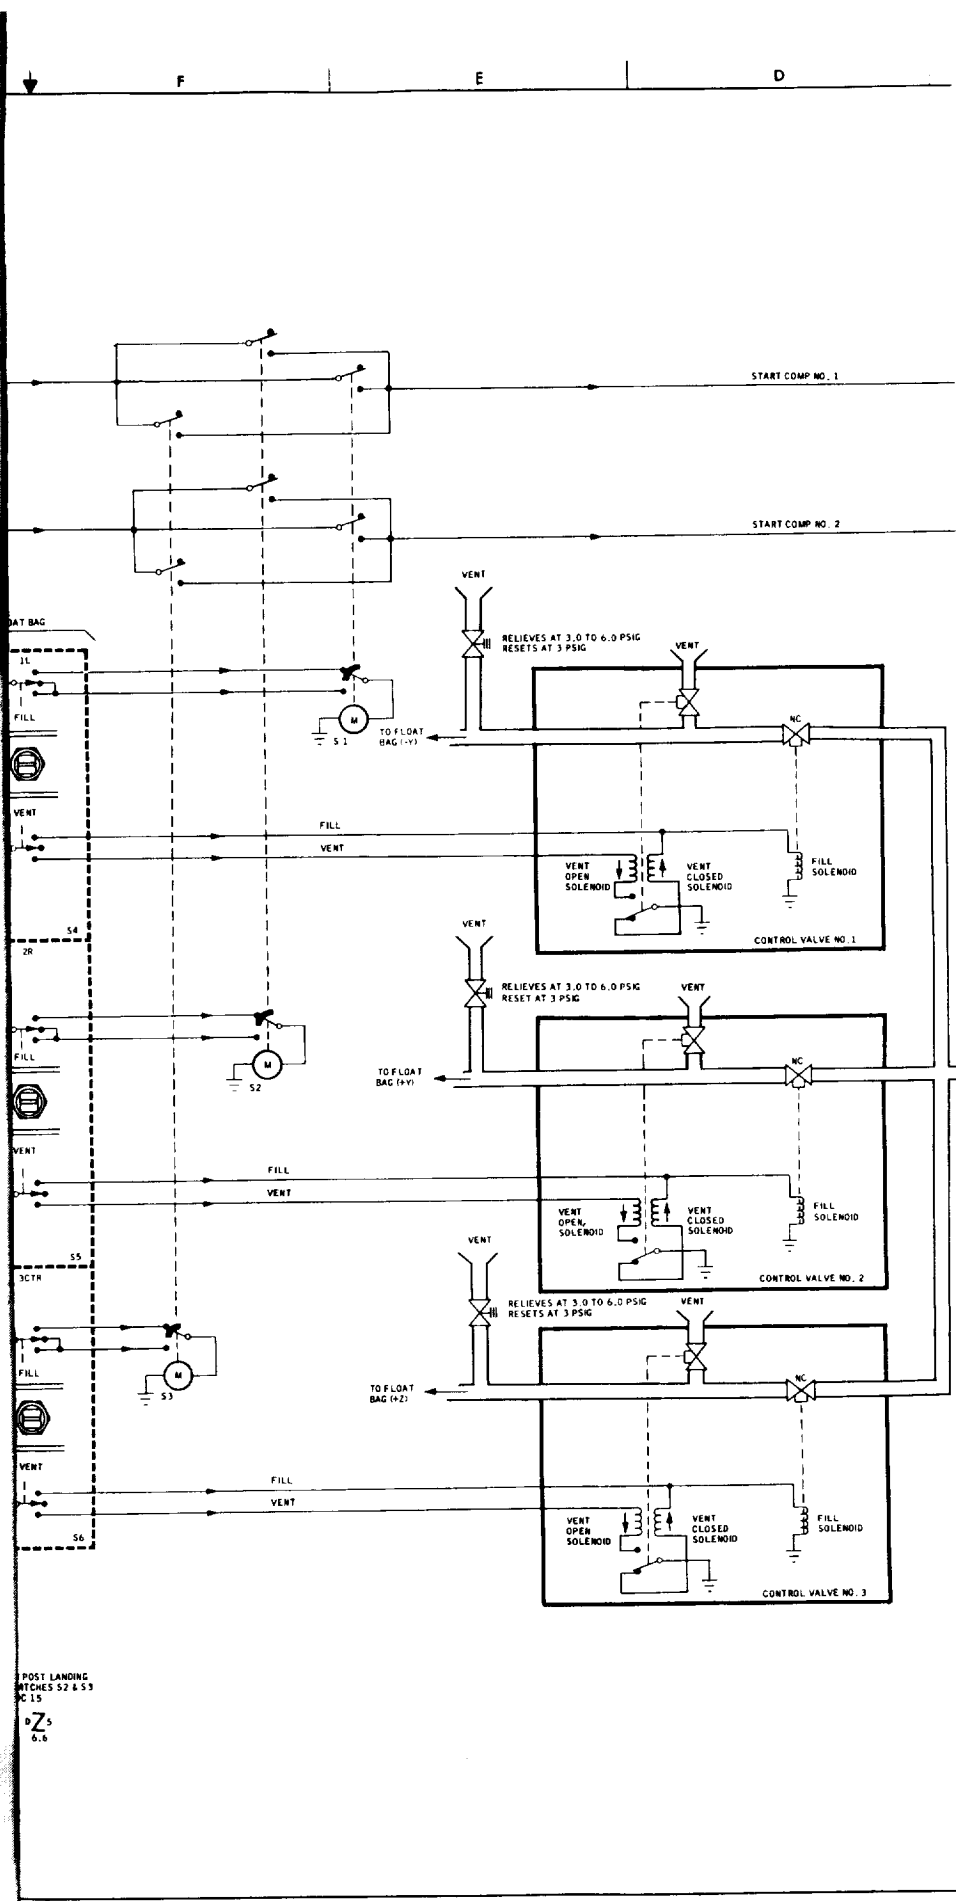 F
E
D
START COMP NO. 1
START COMP NO. 2
VENT
RELIEVES AT 3.0 TO 6.0 PSIG
RESETS AT 3 PSIG
BAG
1L
FILL
VENT
S4
M
S1
TO FLOAT
BAG (-Y)
VENT
NC
FILL
VENT
VENT
OPEN
SOLENOID
VENT
CLOSED
SOLENOID
FILL
SOLENOID
CONTROL VALVE NO. 1
2R
FILL
VENT
S5
M
S2
VENT
RELIEVES AT 3.0 TO 6.0 PSIG
RESET AT 3 PSIG
TO FLOAT
BAG (+Y)
VENT
NC
FILL
VENT
VENT
OPEN,
SOLENOID
VENT
CLOSED
SOLENOID
FILL
SOLENOID
CONTROL VALVE NO. 2
3CTR
FILL
VENT
S6
M
S3
VENT
RELIEVES AT 3.0 TO 6.0 PSIG
RESETS AT 3 PSIG
TO FLOAT
BAG (+Z)
VENT
NC
FILL
VENT
VENT
OPEN
SOLENOID
VENT
CLOSED
SOLENOID
FILL
SOLENOID
CONTROL VALVE NO. 3
POST LANDING
TCHES S2 & S3
C 15
D Z 5
6.6